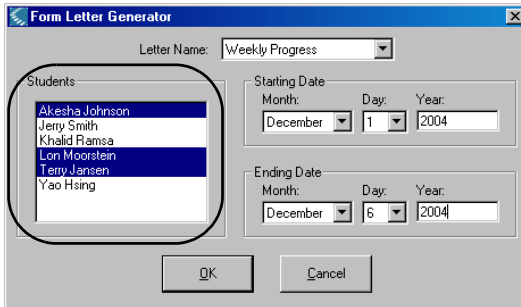 Form Letter Generator
Letter Name: Weekly Progress
Students
Akesha Johnson
Jerry Smith
Khalid Ramsa
Lon Moorstein
Terry Jansen
Yao Hsing
Starting Date
Month: Day: Year:
December 1 2004
Ending Date
Month: Day: Year:
December 6 2004
OK Cancel